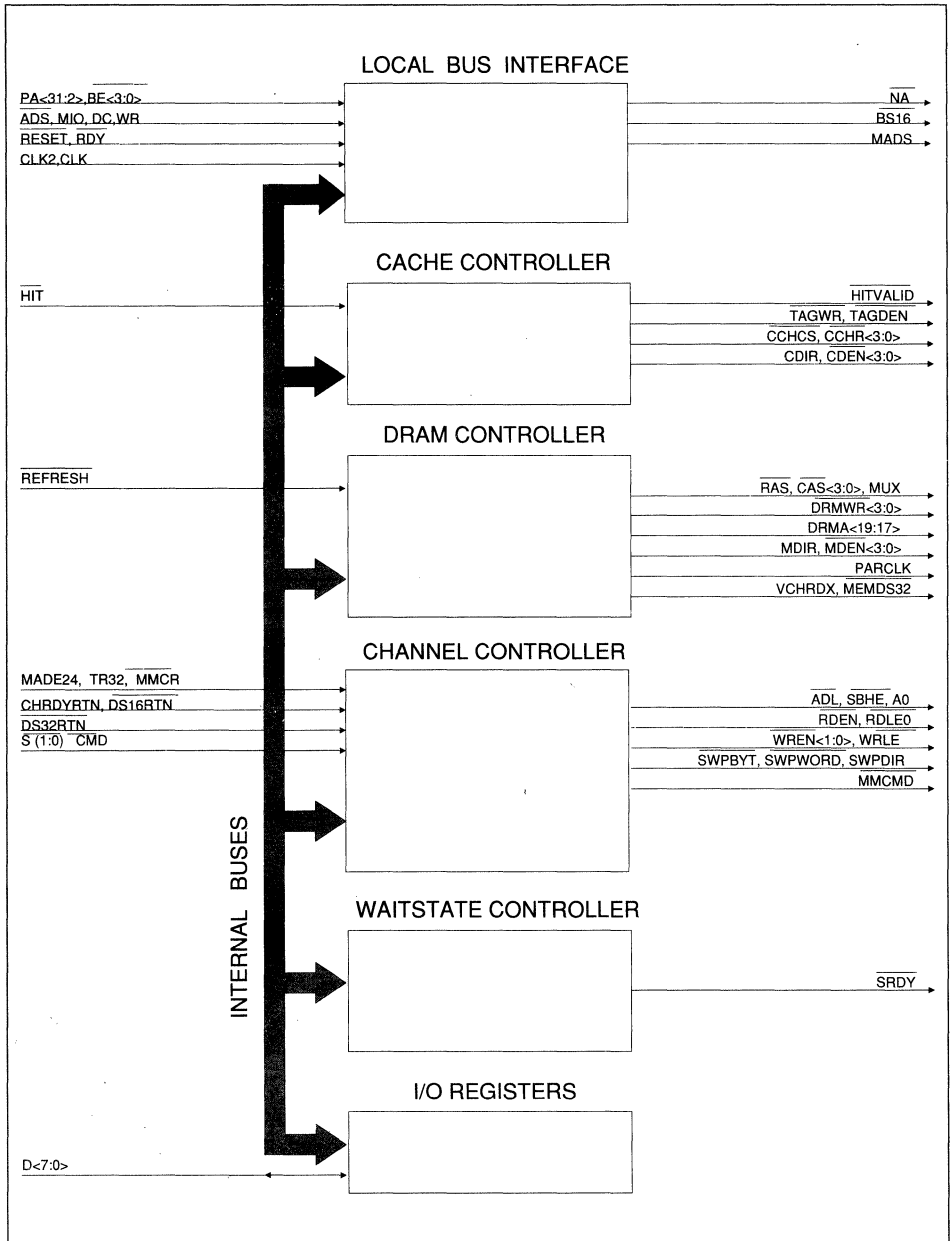 LOCAL BUS INTERFACE
PA<31:2>,BE<3:0>
ADS, MIO, DC,WR
RESET, RDY
CLK2,CLK
NA
BS16
MADS
CACHE CONTROLLER
HIT
HITVALID
TAGWR, TAGDEN
CCHCS, CCHR<3:0>
CDIR, CDEN<3:0>
DRAM CONTROLLER
REFRESH
RAS, CAS<3:0>, MUX
DRMWR<3:0>
DRMA<19:17>
MDIR, MDEN<3:0>
PARCLK
VCHRDX, MEMDS32
CHANNEL CONTROLLER
MADE24, TR32, MMCR
CHRDYRTN, DS16RTN
DS32RTN
S (1:0) CMD
ADL, SBHE, A0
RDEN, RDLE0
WREN<1:0>, WRLE
SWPBYT, SWPWORD, SWPDIR
MMCMD
INTERNAL BUSES
WAITSTATE CONTROLLER
SRDY
I/O REGISTERS
D<7:0>